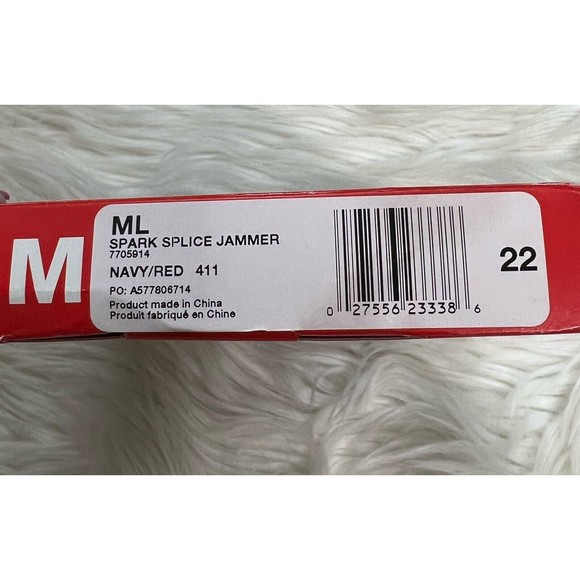 M
ML
SPARK SPLICE JAMMER
7705914
NAVY/RED 411
PO: A577806714
Product made in China
Produit fabriqué en Chine
0 27556 23338 6
22